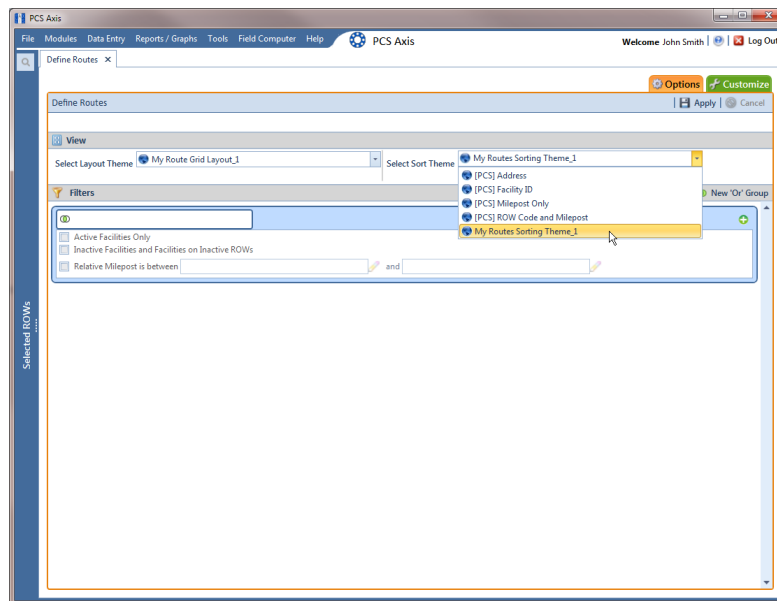 PCS Axis
File Modules Data Entry Reports / Graphs Tools Field Computer Help PCS Axis Welcome John Smith | | Log Out
Define Routes
Options Customize
Define Routes | Apply | Cancel
View
Select Layout Theme My Route Grid Layout_1 Select Sort Theme My Routes Sorting Theme_1
[PCS] Address
[PCS] Facility ID
[PCS] Milepost Only
[PCS] ROW Code and Milepost
My Routes Sorting Theme_1
Filters New 'Or' Group
Active Facilities Only
Inactive Facilities and Facilities on Inactive ROWs
Relative Milepost is between and
Selected ROWs